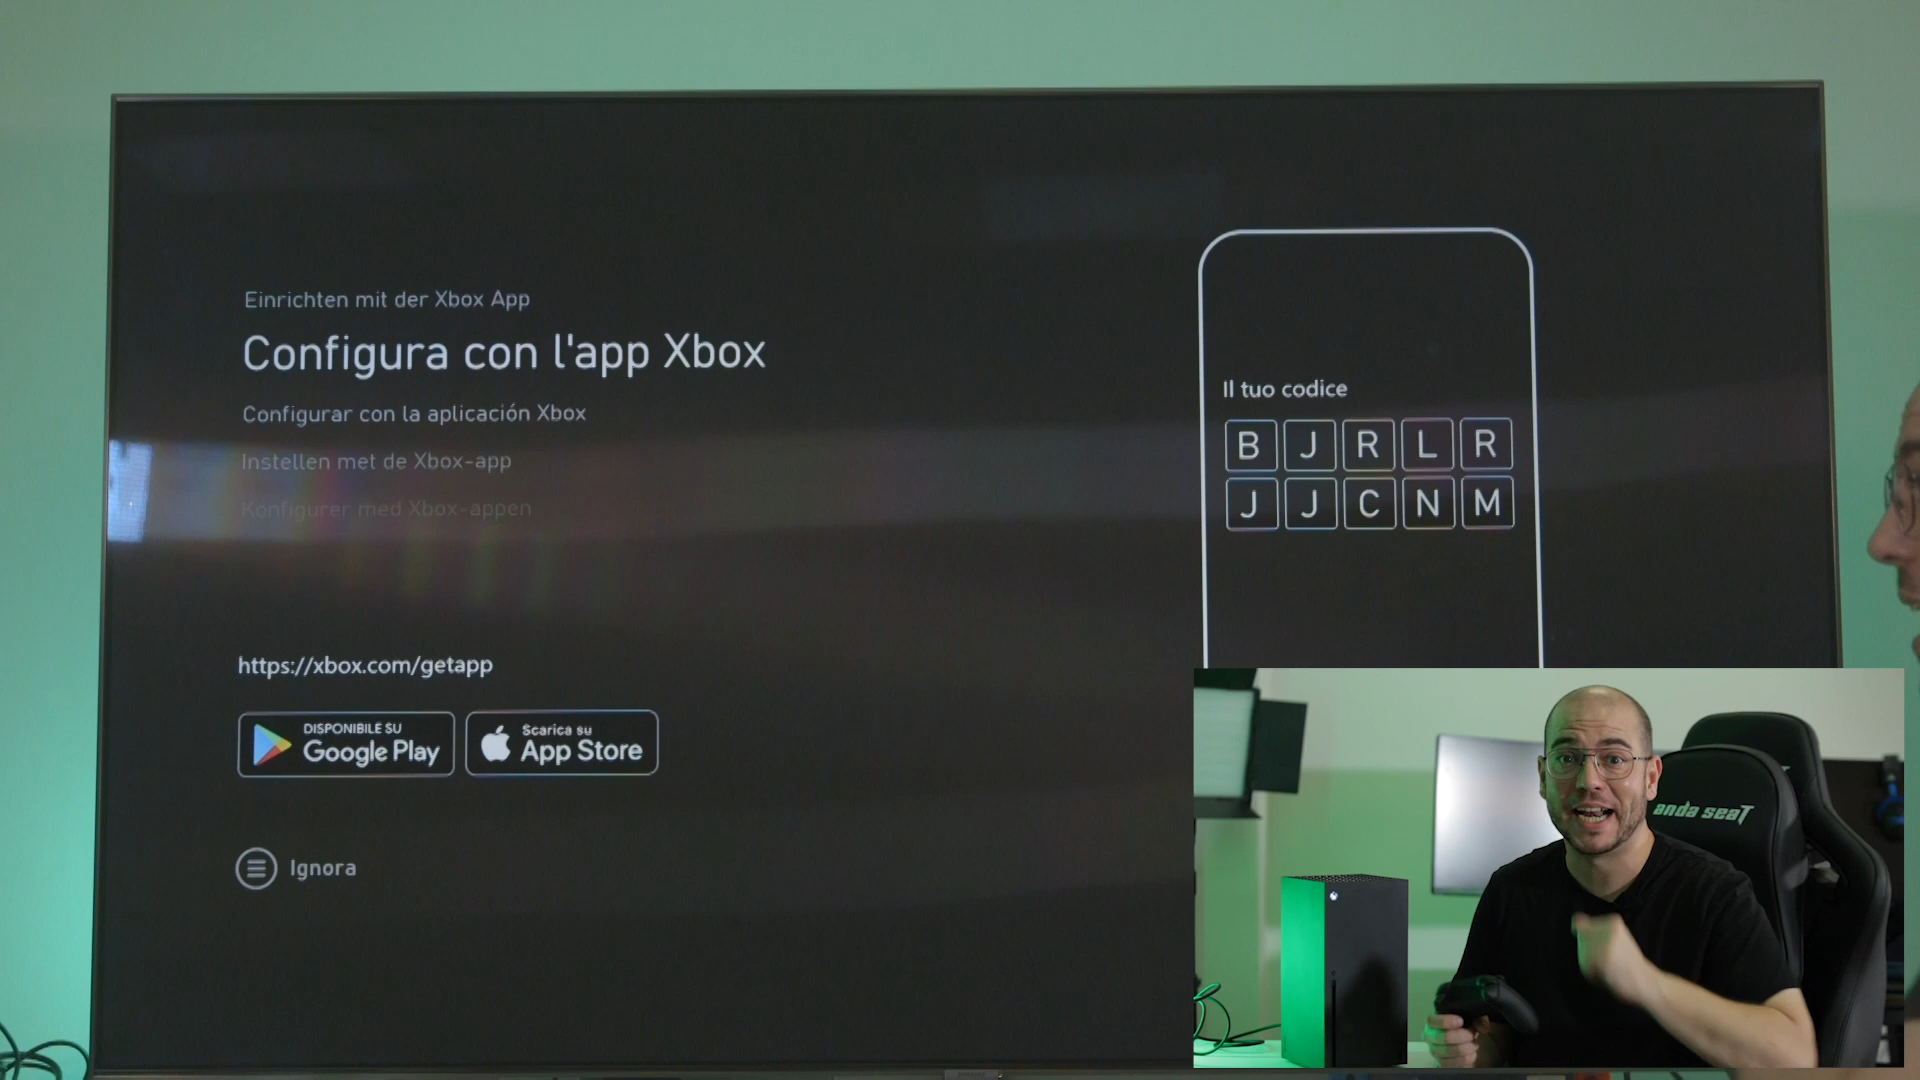 Einrichten mit der Xbox App
Configura con l'app Xbox
Configurar con la aplicación Xbox
Instellen met de Xbox-app
Konfigurer med Xbox-appen
https://xbox.com/getapp
DISPONIBILE SU
Google Play
Scarica su
App Store
Ignora
Il tuo codice
B J R L R
J J C N M
anda seaT